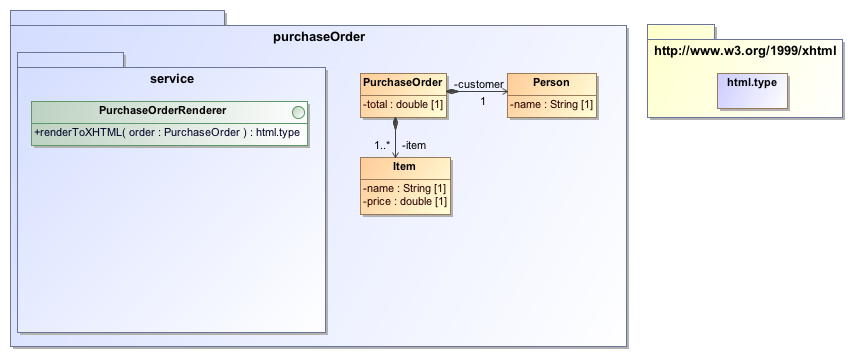 purchaseOrder
service
PurchaseOrderRenderer
+renderToXHTML( order : PurchaseOrder ) : html.type
PurchaseOrder
-total : double [1]
-customer
1
Person
-name : String [1]
1..*
-item
Item
-name : String [1]
-price : double [1]
http://www.w3.org/1999/xhtml
html.type